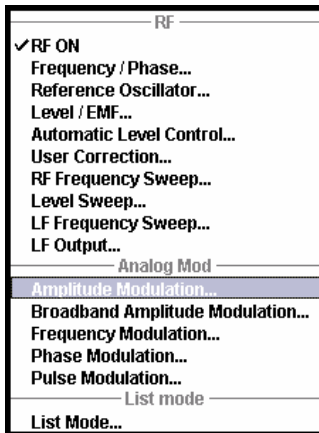 RF
RF ON
Frequency / Phase...
Reference Oscillator...
Level / EMF...
Automatic Level Control...
User Correction...
RF Frequency Sweep...
Level Sweep...
LF Frequency Sweep...
LF Output...
Analog Mod
Amplitude Modulation...
Broadband Amplitude Modulation...
Frequency Modulation...
Phase Modulation...
Pulse Modulation...
List mode
List Mode...